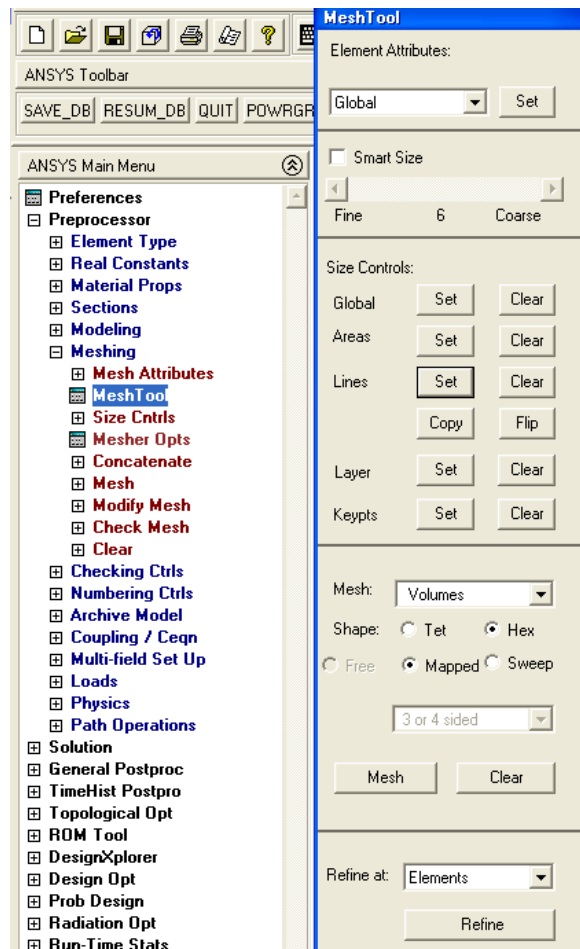 MeshTool
ANSYS Toolbar
SAVE_DB RESUM_DB QUIT POWRGR
ANSYS Main Menu
Preferences
Preprocessor
Element Type
Real Constants
Material Props
Sections
Modeling
Meshing
Mesh Attributes
MeshTool
Size Cntrls
Mesher Opts
Concatenate
Mesh
Modify Mesh
Check Mesh
Clear
Checking Ctrls
Numbering Ctrls
Archive Model
Coupling / Ceqn
Multi-field Set Up
Loads
Physics
Path Operations
Solution
General Postproc
TimeHist Postpro
Topological Opt
ROM Tool
DesignXplorer
Design Opt
Prob Design
Radiation Opt
Run-Time Stats
Element Attributes:
Global Set
Smart Size
Fine 6 Coarse
Size Controls:
Global Set Clear
Areas Set Clear
Lines Set Clear
Copy Flip
Layer Set Clear
Keypts Set Clear
Mesh: Volumes
Shape: Tet Hex
Free Mapped Sweep
3 or 4 sided
Mesh Clear
Refine at: Elements
Refine